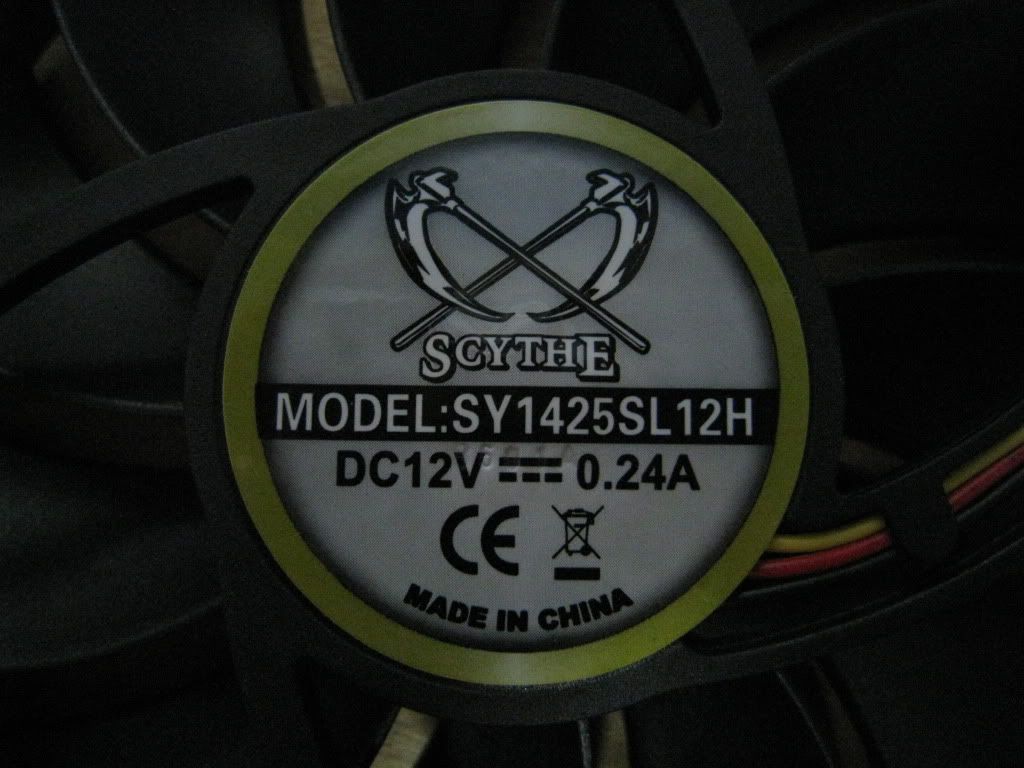 SCYTHE
MODEL:SY1425SL12H
DC12V 0.24A
CE
MADE IN CHINA